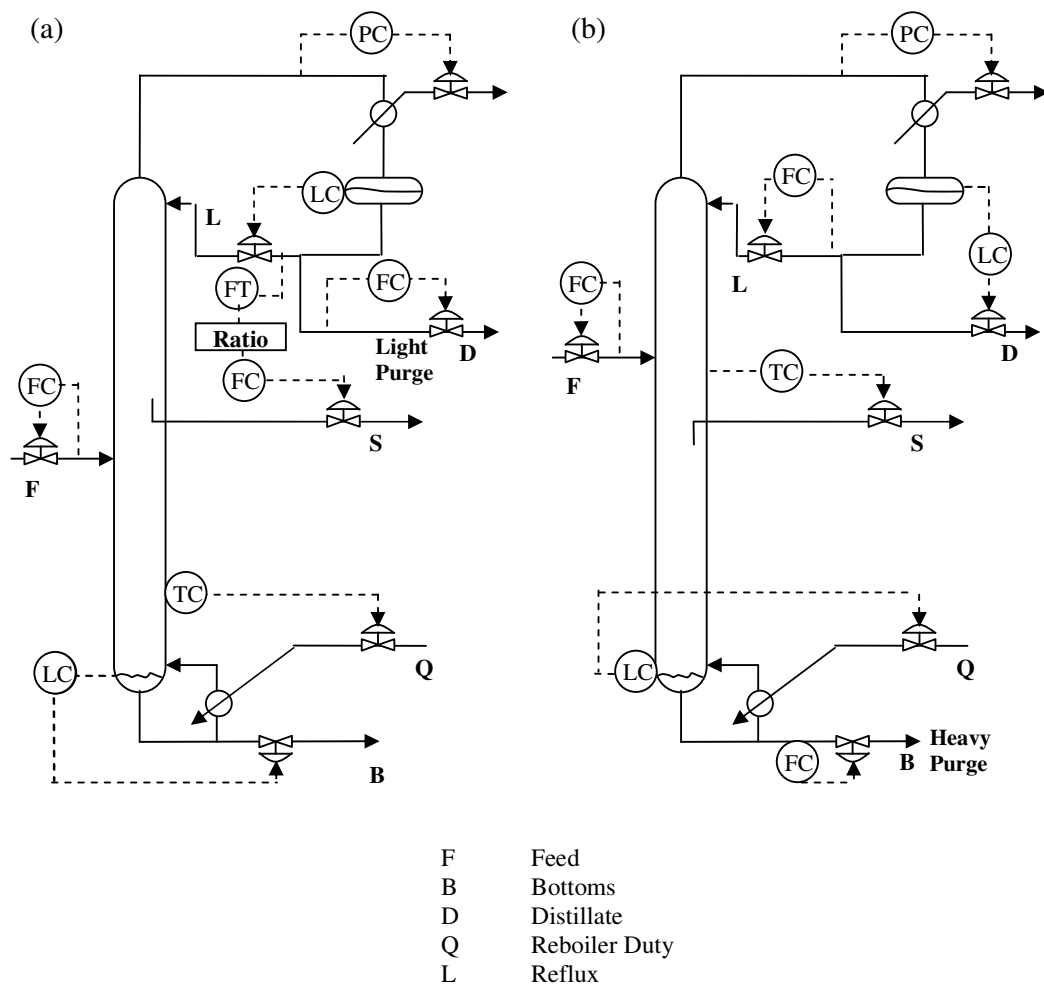 (a)
PC
LC
L
FT
FC
Ratio
Light
Purge
D
FC
FC
F
S
TC
LC
Q
B
(b)
PC
FC
LC
L
FC
D
TC
F
S
LC
Q
FC
B
Heavy
Purge
F Feed
B Bottoms
D Distillate
Q Reboiler Duty
L Reflux